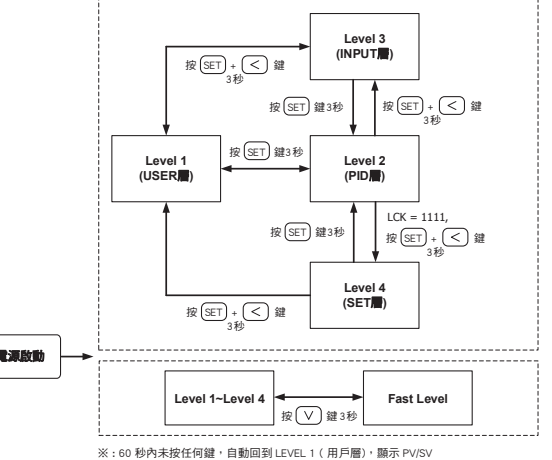 Level 3
(INPUT層)
按 SET + < 鍵
3秒
按 SET 鍵3秒
按 SET + < 鍵
3秒
Level 1
(USER層)
按 SET 鍵3秒
Level 2
(PID層)
按 SET 鍵3秒
LCK = 1111,
按 SET + < 鍵
3秒
Level 4
(SET層)
按 SET + < 鍵
3秒
電源啟動
Level 1~Level 4
按 V 鍵3秒
Fast Level
※:60 秒內未按任何鍵,自動回到 LEVEL 1 ( 用戶層),顯示 PV/SV